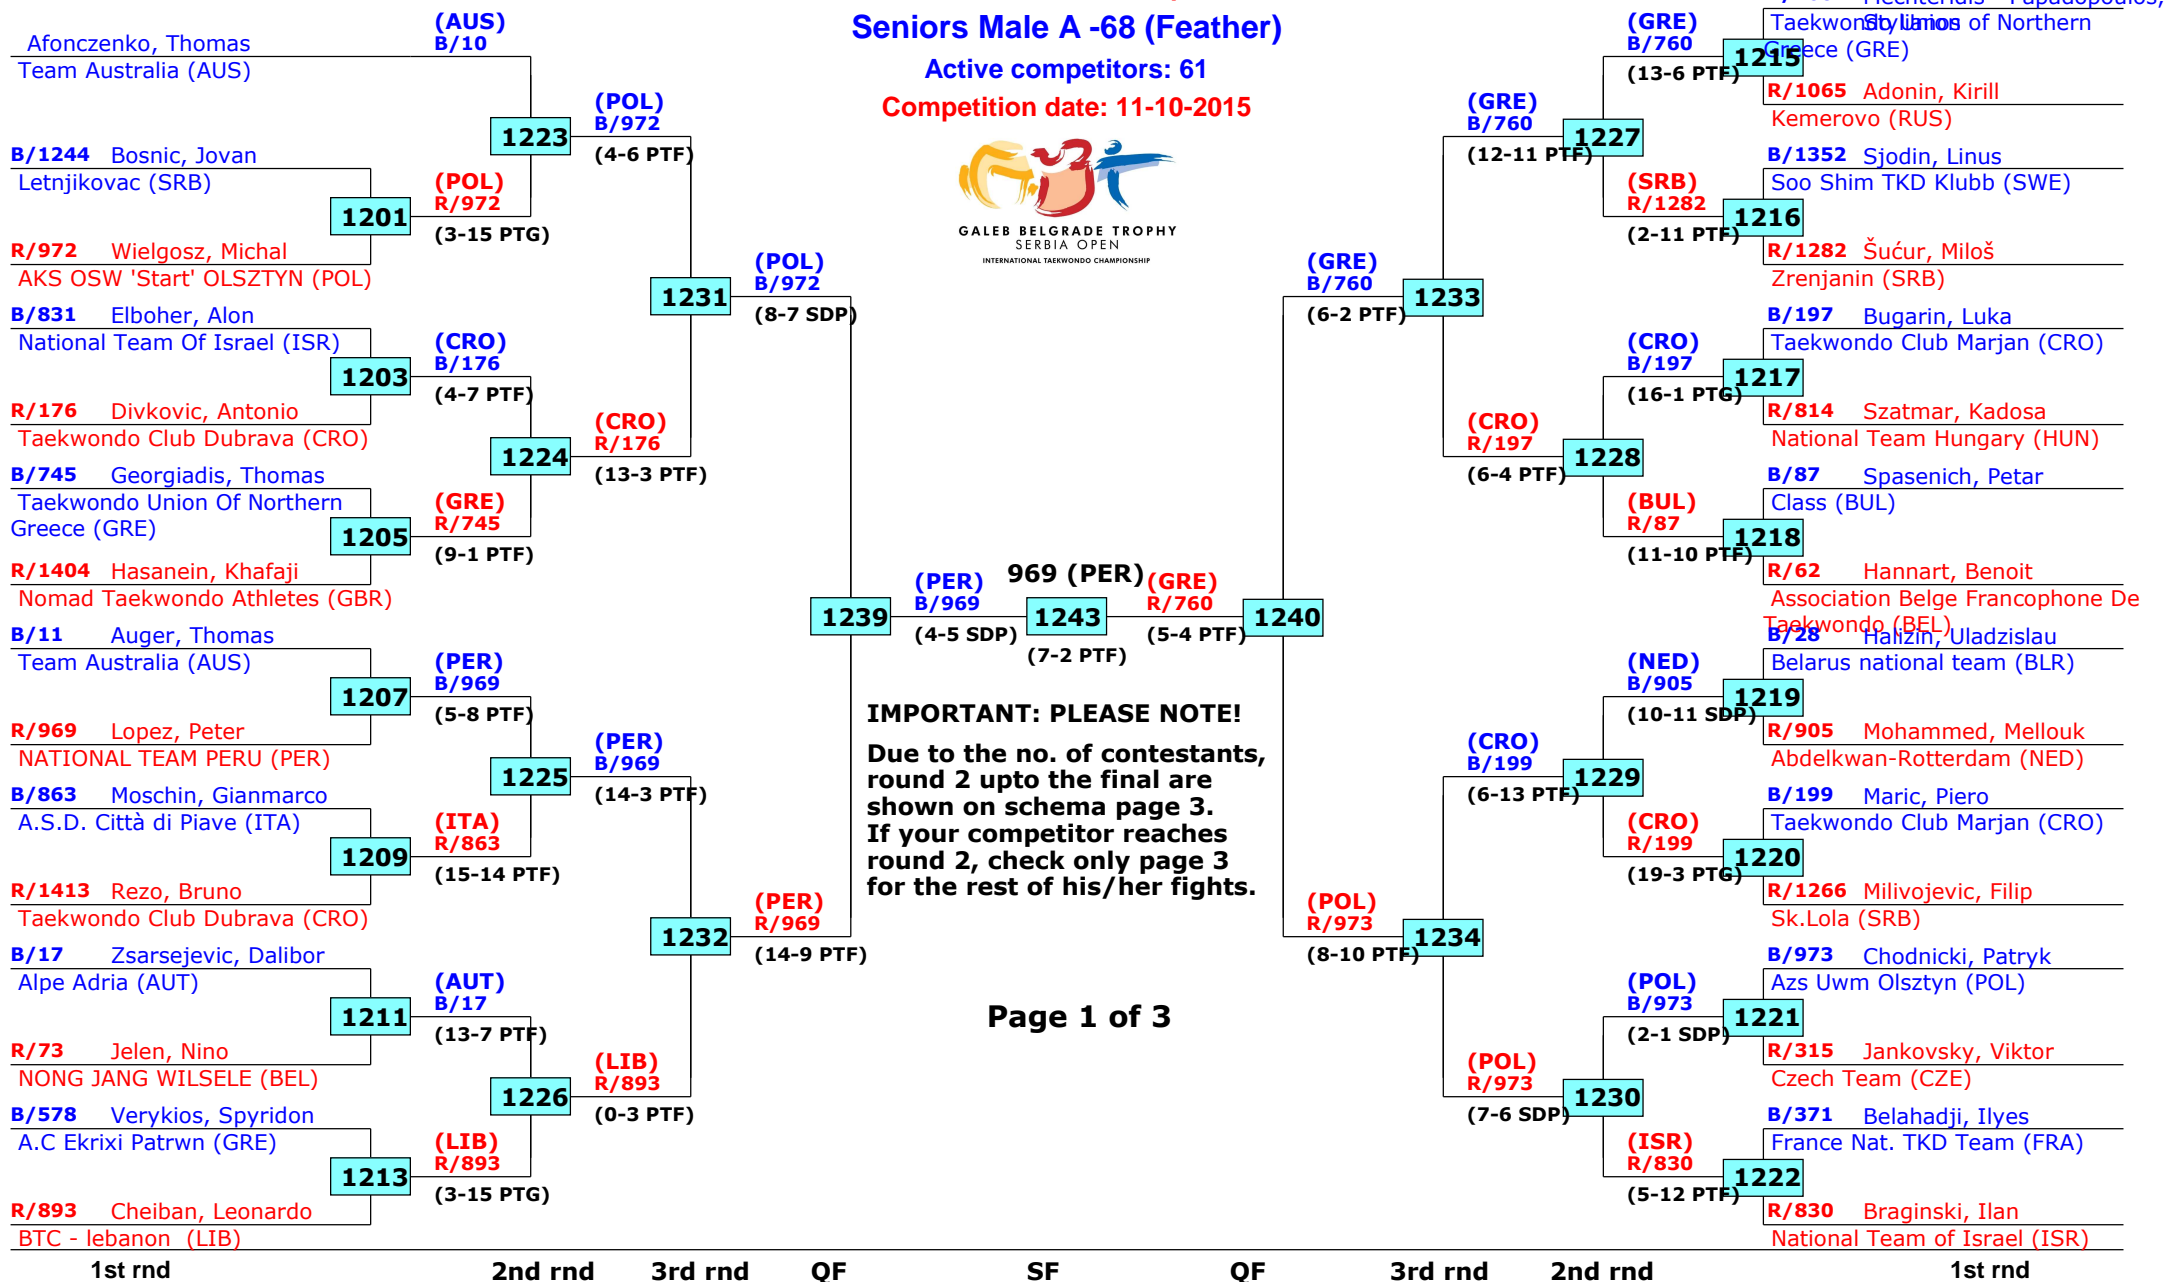 Seniors Male A -68 (Feather)
Active competitors: 61
Competition date: 11-10-2015
GALEB BELGRADE TROPHY
SERBIA OPEN
INTERNATIONAL TAEKWONDO CHAMPIONSHIP
Afonczenko, Thomas
Team Australia (AUS)
B/1244 Bosnic, Jovan
Letnjikovac (SRB)
1201
R/972 Wielgosz, Michal
AKS OSW 'Start' OLSZTYN (POL)
B/831 Elboher, Alon
National Team Of Israel (ISR)
1203
R/176 Divkovic, Antonio
Taekwondo Club Dubrava (CRO)
B/745 Georgiadis, Thomas
Taekwondo Union Of Northern
Greece (GRE)
1205
R/1404 Hasanein, Khafaji
Nomad Taekwondo Athletes (GBR)
B/11 Auger, Thomas
Team Australia (AUS)
1207
R/969 Lopez, Peter
NATIONAL TEAM PERU (PER)
B/863 Moschin, Gianmarco
A.S.D. Città di Piave (ITA)
1209
R/1413 Rezo, Bruno
Taekwondo Club Dubrava (CRO)
B/17 Zsarsejevic, Dalibor
Alpe Adria (AUT)
1211
R/73 Jelen, Nino
NONG JANG WILSELE (BEL)
B/578 Verykios, Spyridon
A.C Ekrixi Patrwn (GRE)
1213
R/893 Cheiban, Leonardo
BTC - lebanon (LIB)
(AUS)
B/10
1223
(POL)
R/972
(3-15 PTG)
(CRO)
B/176
(4-7 PTF)
1224
(GRE)
R/745
(9-1 PTF)
(PER)
B/969
(5-8 PTF)
1225
(ITA)
R/863
(15-14 PTF)
(AUT)
B/17
(13-7 PTF)
1226
(LIB)
R/893
(3-15 PTG)
(POL)
B/972
(4-6 PTF)
1231
(CRO)
R/176
(13-3 PTF)
(PER)
B/969
(14-3 PTF)
1232
(LIB)
R/893
(0-3 PTF)
(POL)
B/972
(8-7 SDP)
1239
(PER)
R/969
(14-9 PTF)
(PER)
B/969
(4-5 SDP)
969 (PER)
1243
(7-2 PTF)
(GRE)
R/760
(5-4 PTF)
1240
IMPORTANT: PLEASE NOTE!
Due to the no. of contestants,
round 2 upto the final are
shown on schema page 3.
If your competitor reaches
round 2, check only page 3
for the rest of his/her fights.
Page 1 of 3
(GRE)
B/760
(6-2 PTF)
1233
(POL)
R/973
(8-10 PTF)
1234
(GRE)
B/760
(12-11 PTF)
1227
(CRO)
R/197
(6-4 PTF)
1228
(CRO)
B/199
(6-13 PTF)
1229
(POL)
R/973
(7-6 SDP)
1230
(GRE)
B/760
(13-6 PTF)
(SRB)
R/1282
(2-11 PTF)
(CRO)
B/197
(16-1 PTG)
(BUL)
R/87
(11-10 PTF)
(NED)
B/905
(10-11 SDP)
(CRO)
R/199
(19-3 PTG)
(POL)
B/973
(2-1 SDP)
(ISR)
R/830
(5-12 PTF)
Taekwondo Union of Northern
Greece (GRE)
1215
R/1065 Adonin, Kirill
Kemerovo (RUS)
B/1352 Sjodin, Linus
Soo Shim TKD Klubb (SWE)
1216
R/1282 Šućur, Miloš
Zrenjanin (SRB)
B/197 Bugarin, Luka
Taekwondo Club Marjan (CRO)
1217
R/814 Szatmar, Kadosa
National Team Hungary (HUN)
B/87 Spasenich, Petar
Class (BUL)
1218
R/62 Hannart, Benoit
Association Belge Francophone De
Taekwondo (BEL)
B/28 Halizin, Uladzislau
Belarus national team (BLR)
1219
R/905 Mohammed, Mellouk
Abdelkwan-Rotterdam (NED)
B/199 Maric, Piero
Taekwondo Club Marjan (CRO)
1220
R/1266 Milivojevic, Filip
Sk.Lola (SRB)
B/973 Chodnicki, Patryk
Azs Uwm Olsztyn (POL)
1221
R/315 Jankovsky, Viktor
Czech Team (CZE)
B/371 Belahadji, Ilyes
France Nat. TKD Team (FRA)
1222
R/830 Braginski, Ilan
National Team of Israel (ISR)
1st rnd 2nd rnd 3rd rnd QF SF QF 3rd rnd 2nd rnd 1st rnd